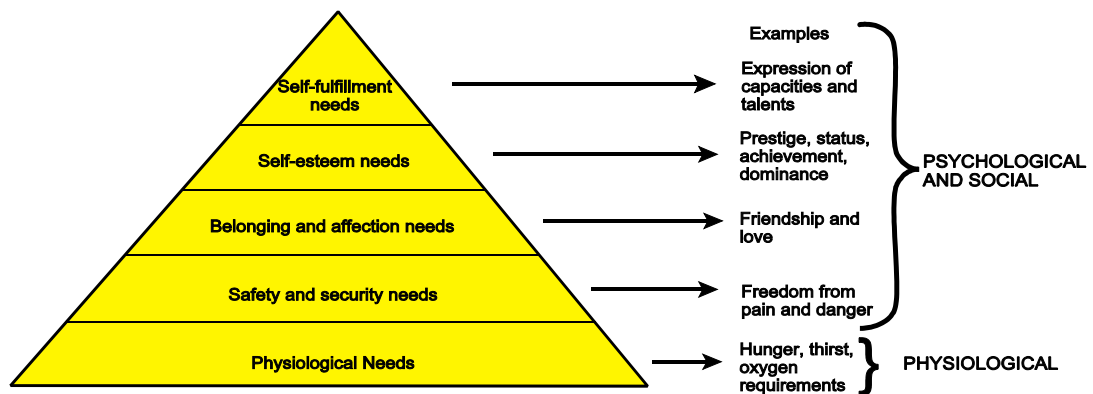 Examples
Self-fulfillment
needs
Expression of
capacities and
talents
Self-esteem needs
Prestige, status,
achievement,
dominance
PSYCHOLOGICAL
AND SOCIAL
Belonging and affection needs
Friendship and
love
Safety and security needs
Freedom from
pain and danger
Physiological Needs
Hunger, thirst,
oxygen
requirements
PHYSIOLOGICAL